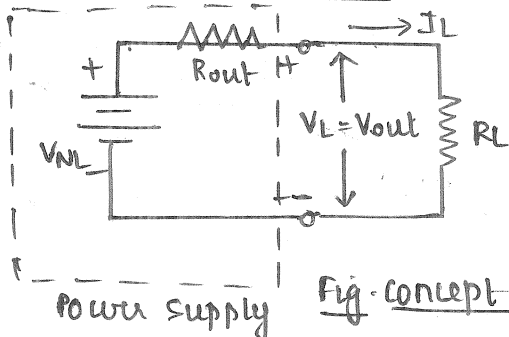 IL
+ Rout +
VNL VL = Vout RL
-
Power supply Fig. concept